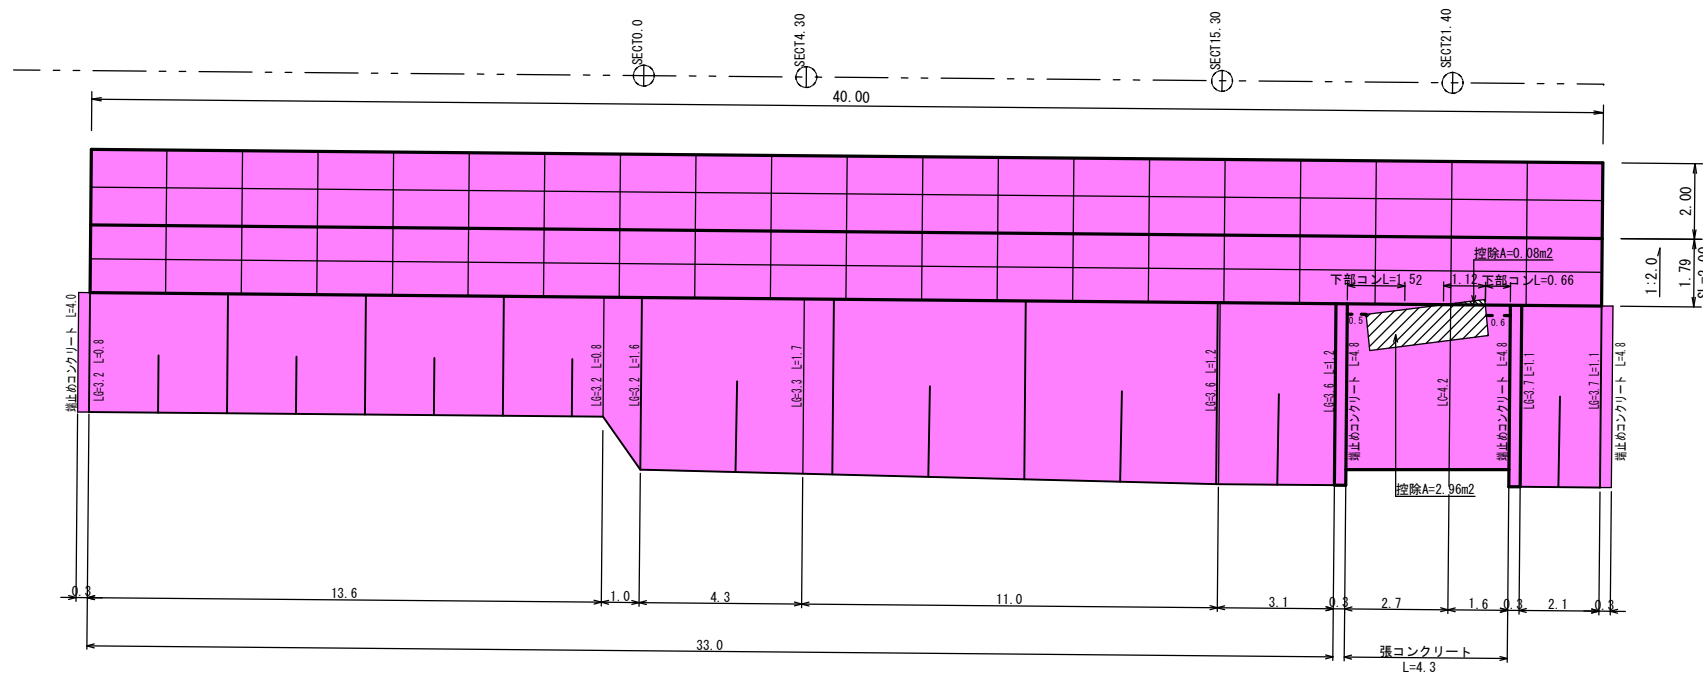 SECT0.0
SECT4.30
SECT15.30
SECT21.40
40.00
2.00
1.79
1:2.0
控除A=0.08m2
下部コンL=1.52
1.12
下部コンL=0.66
0.5
0.6
端止めコンクリート L=4.0
LG=3.2 L=0.8
LG=3.2 L=0.8
LG=3.2 L=1.6
LG=3.3 L=1.7
LG=3.6 L=1.2
LG=3.6 L=1.2
端止めコンクリート L=4.8
LC=4.2
端止めコンクリート L=4.8
LG=3.7 L=1.1
LG=3.7 L=1.1
端止めコンクリート L=4.8
控除A=2.96m2
0.3
13.6
1.0
4.3
11.0
3.1
0.3
2.7
1.6
0.3
2.1
0.3
33.0
張コンクリート
L=4.3